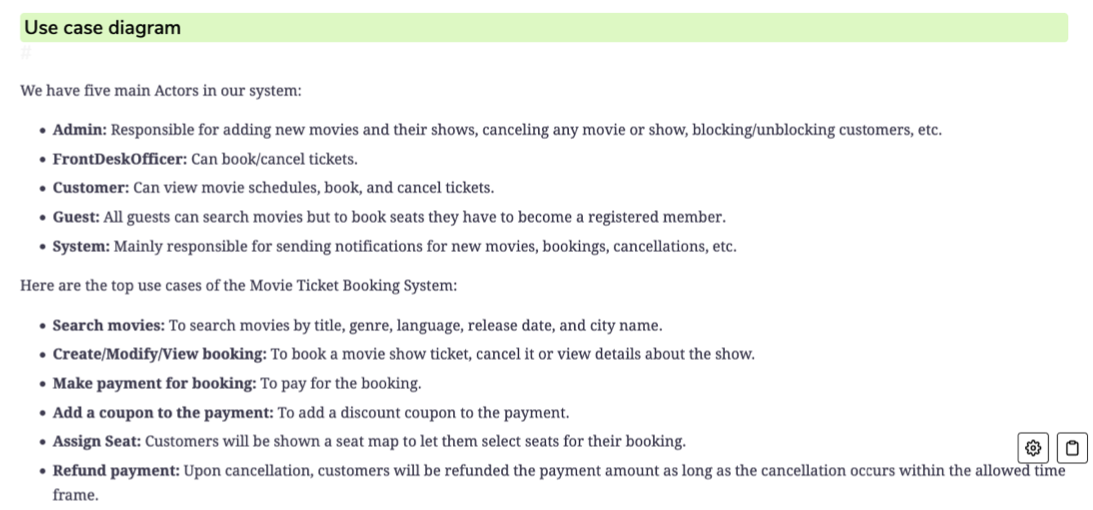 Use case diagram
#
We have five main Actors in our system:
• Admin: Responsible for adding new movies and their shows, canceling any movie or show, blocking/unblocking customers, etc.
• FrontDeskOfficer: Can book/cancel tickets.
• Customer: Can view movie schedules, book, and cancel tickets.
• Guest: All guests can search movies but to book seats they have to become a registered member.
• System: Mainly responsible for sending notifications for new movies, bookings, cancellations, etc.
Here are the top use cases of the Movie Ticket Booking System:
• Search movies: To search movies by title, genre, language, release date, and city name.
• Create/Modify/View booking: To book a movie show ticket, cancel it or view details about the show.
• Make payment for booking: To pay for the booking.
• Add a coupon to the payment: To add a discount coupon to the payment.
• Assign Seat: Customers will be shown a seat map to let them select seats for their booking.
• Refund payment: Upon cancellation, customers will be refunded the payment amount as long as the cancellation occurs within the allowed time
frame.